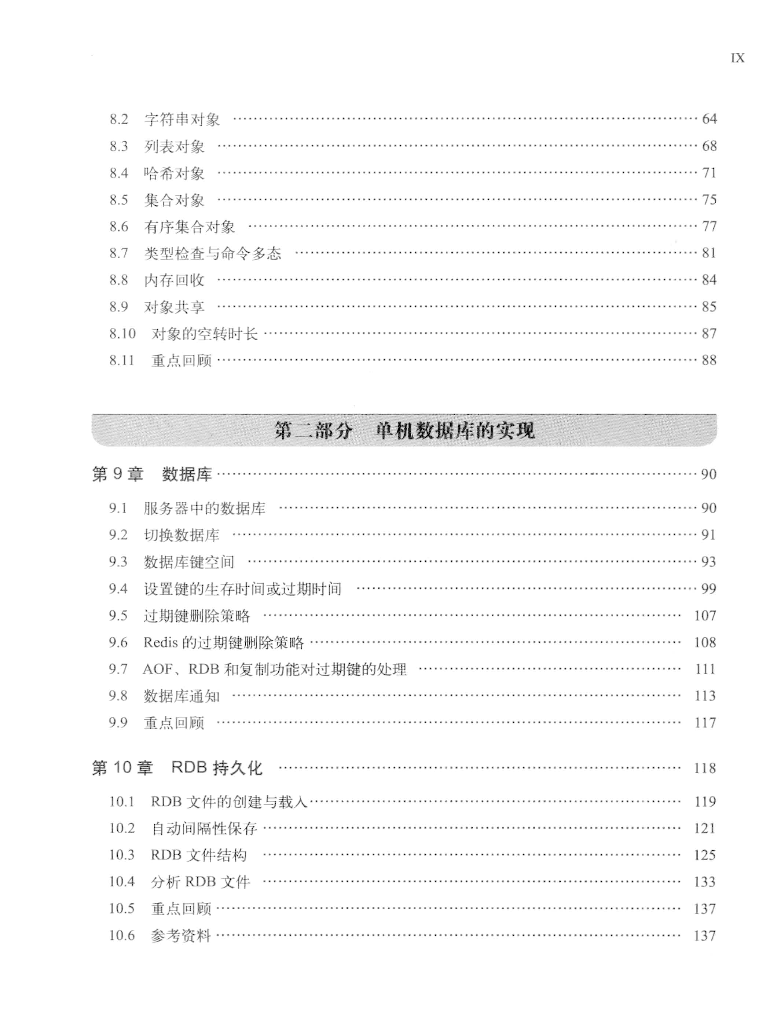 IX
8.2 字符串对象 …… 64
8.3 列表对象 …… 68
8.4 哈希对象 …… 71
8.5 集合对象 …… 75
8.6 有序集合对象 …… 77
8.7 类型检查与命令多态 …… 81
8.8 内存回收 …… 84
8.9 对象共享 …… 85
8.10 对象的空转时长 …… 87
8.11 重点回顾 …… 88
第二部分 单机数据库的实现
第 9 章 数据库 …… 90
9.1 服务器中的数据库 …… 90
9.2 切换数据库 …… 91
9.3 数据库键空间 …… 93
9.4 设置键的生存时间或过期时间 …… 99
9.5 过期键删除策略 …… 107
9.6 Redis 的过期键删除策略 …… 108
9.7 AOF、RDB 和复制功能对过期键的处理 …… 111
9.8 数据库通知 …… 113
9.9 重点回顾 …… 117
第 10 章 RDB 持久化 …… 118
10.1 RDB 文件的创建与载入 …… 119
10.2 自动间隔性保存 …… 121
10.3 RDB 文件结构 …… 125
10.4 分析 RDB 文件 …… 133
10.5 重点回顾 …… 137
10.6 参考资料 …… 137